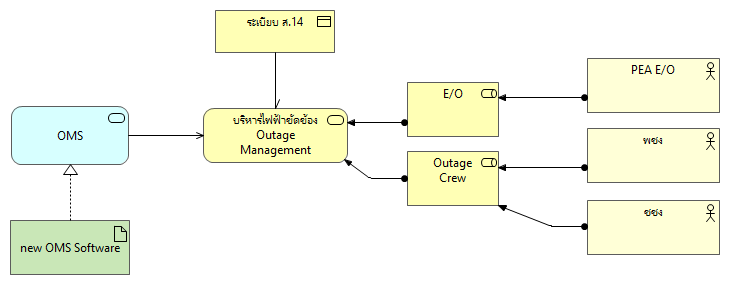 ระเบียบ ส.14
E/O
PEA E/O
OMS
บริหารไฟฟ้าขัดข้อง
Outage
Management
Outage
Crew
พชง
ชชง
new OMS Software